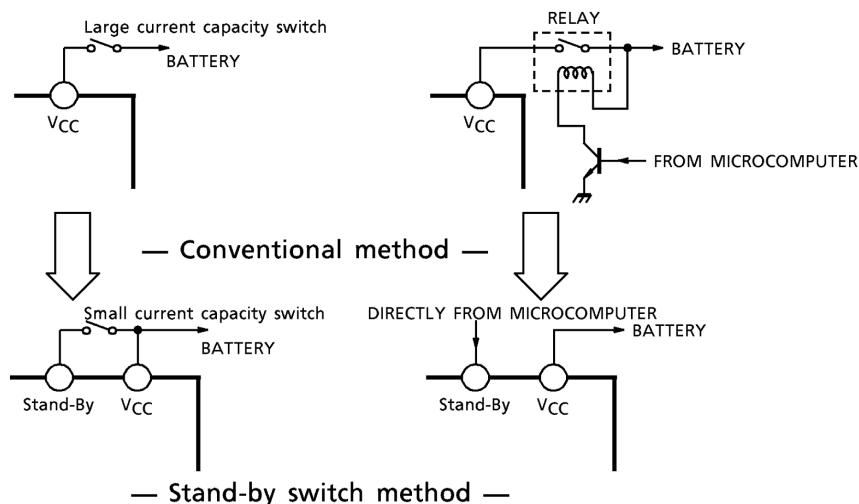 Large current capacity switch
BATTERY
VCC
RELAY
BATTERY
VCC
FROM MICROCOMPUTER
— Conventional method —
Small current capacity switch
BATTERY
Stand-By VCC
DIRECTLY FROM MICROCOMPUTER
BATTERY
Stand-By VCC
— Stand-by switch method —